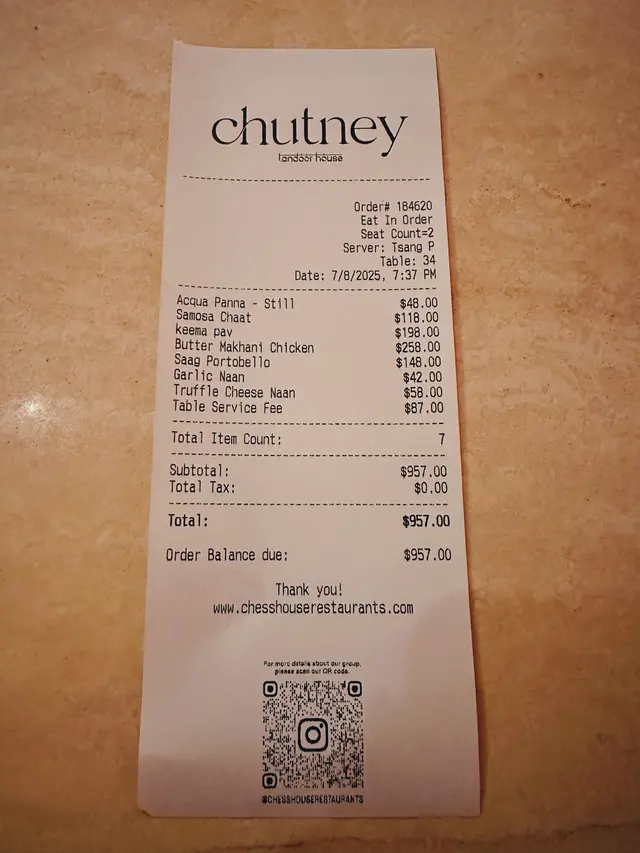 chutney
tandoor house
Order# 184620
Eat In Order
Seat Count=2
Server: Tsang P
Table: 34
Date: 7/8/2025, 7:37 PM
Acqua Panna - Still $48.00
Samosa Chaat $118.00
keema pav $198.00
Butter Makhani Chicken $258.00
Saag Portobello $148.00
Garlic Naan $42.00
Truffle Cheese Naan $58.00
Table Service Fee $87.00
Total Item Count: 7
Subtotal: $957.00
Total Tax: $0.00
Total: $957.00
Order Balance due: $957.00
Thank you!
www.chesshouserestaurants.com
For more details about our group,
please scan our QR code.
@CHESSHOUSERESTAURANTS